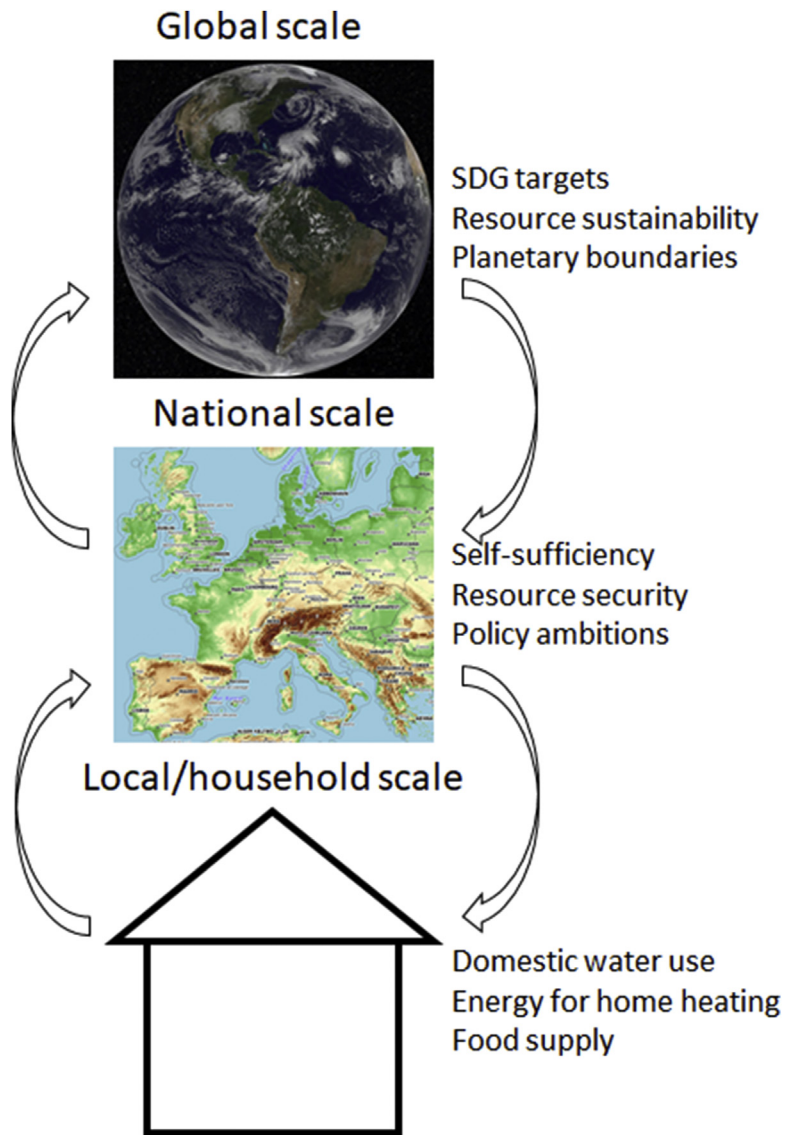 Global scale
SDG targets
Resource sustainability
Planetary boundaries
National scale
Self-sufficiency
Resource security
Policy ambitions
Local/household scale
Domestic water use
Energy for home heating
Food supply